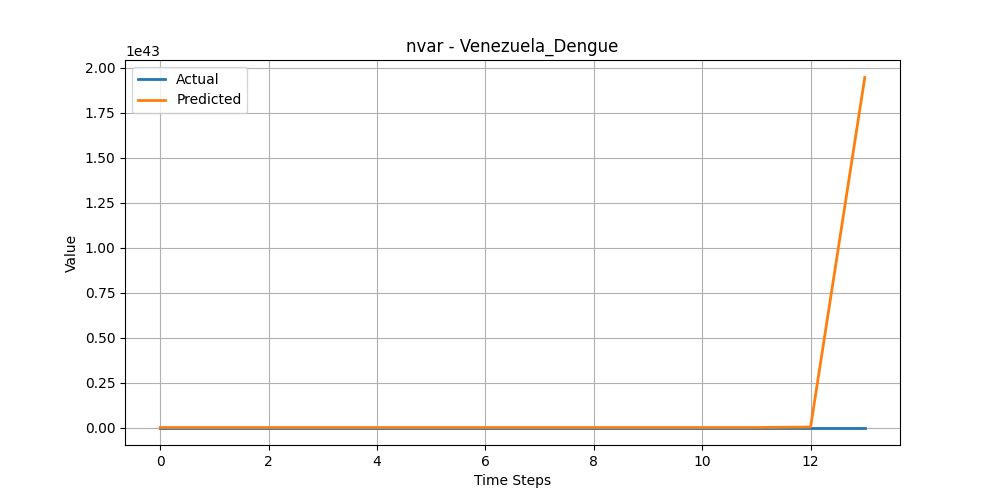 nvar - Venezuela_Dengue
1e43
Actual
Predicted
2.00
1.75
1.50
1.25
1.00
0.75
0.50
0.25
0.00
Value
0 2 4 6 8 10 12
Time Steps